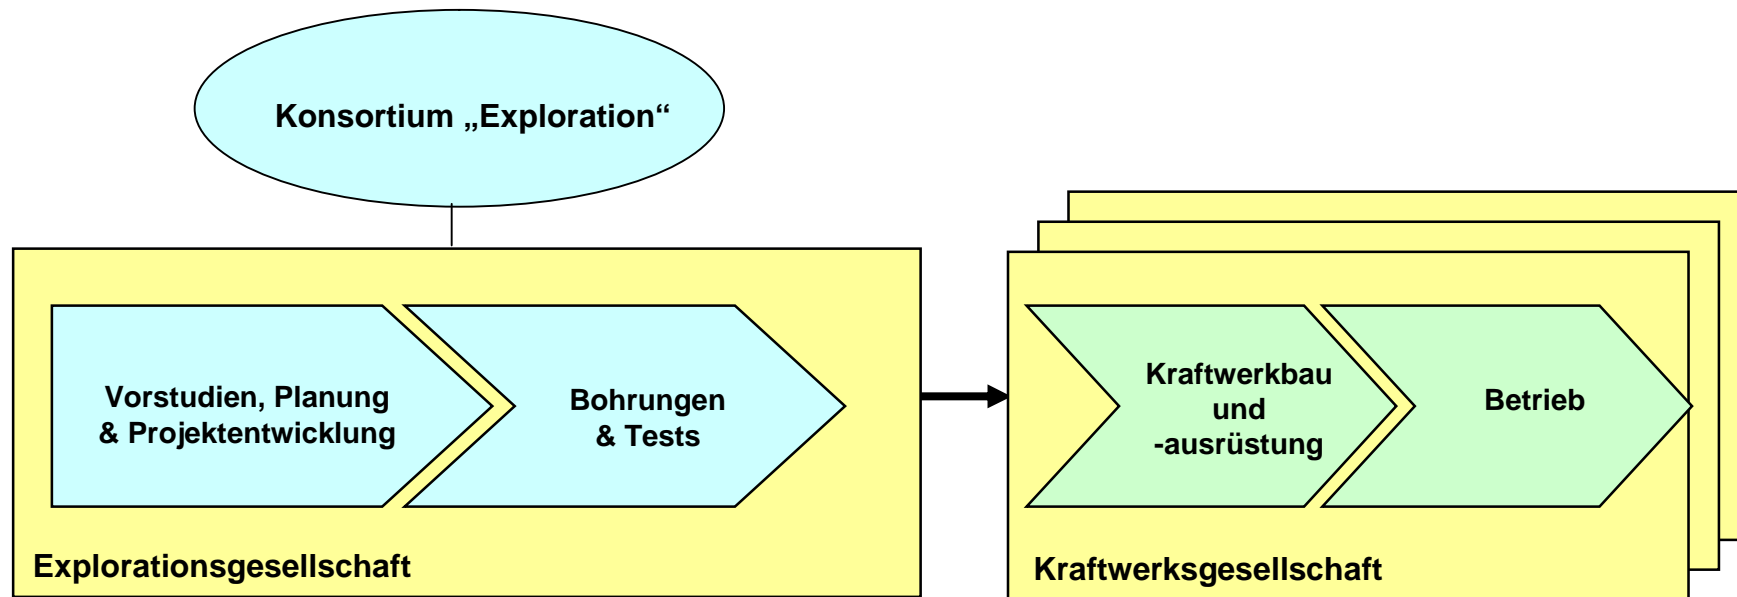 Konsortium „Exploration“
Vorstudien, Planung
& Projektentwicklung
Bohrungen
& Tests
Explorationsgesellschaft
Kraftwerkbau
und
-ausrüstung
Betrieb
Kraftwerksgesellschaft